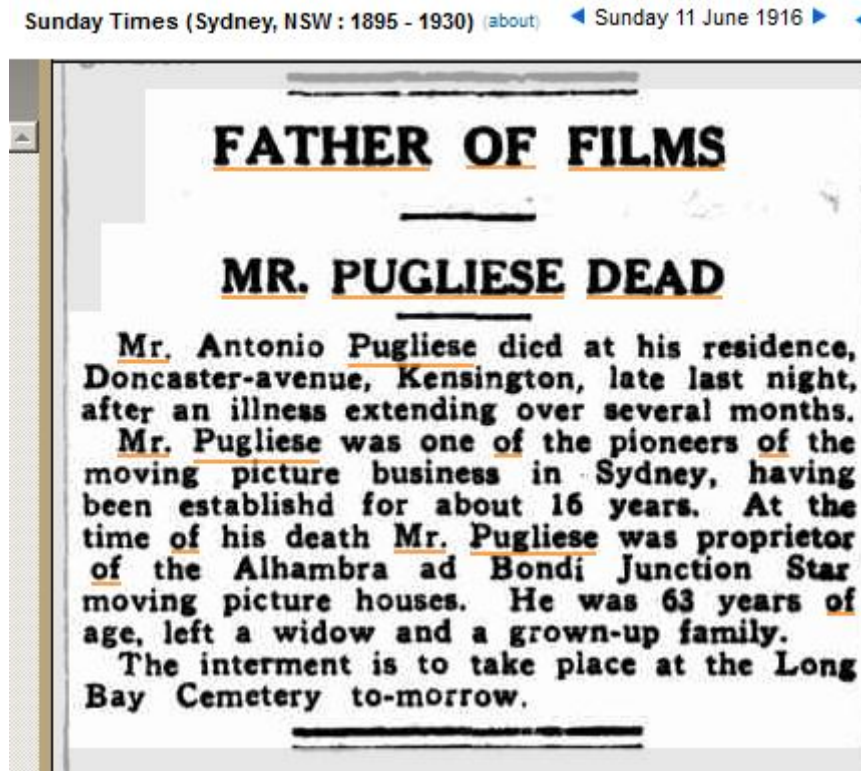 Sunday Times (Sydney, NSW : 1895 - 1930) (about) Sunday 11 June 1916
FATHER OF FILMS
MR. PUGLIESE DEAD
Mr. Antonio Pugliese died at his residence,
Doncaster-avenue, Kensington, late last night,
after an illness extending over several months.
Mr. Pugliese was one of the pioneers of the
moving picture business in Sydney, having
been establishd for about 16 years. At the
time of his death Mr. Pugliese was proprietor
of the Alhambra ad Bondi Junction Star
moving picture houses. He was 63 years of
age, left a widow and a grown-up family.
The interment is to take place at the Long
Bay Cemetery to-morrow.